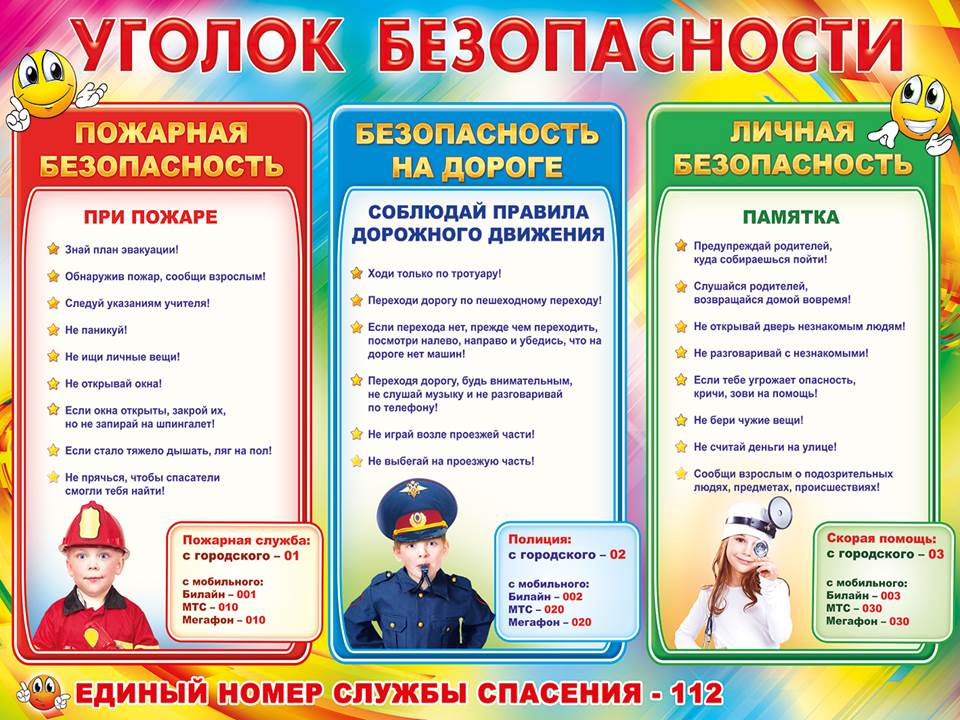 УГОЛОК БЕЗОПАСНОСТИ
ПОЖАРНАЯ
БЕЗОПАСНОСТЬ
ПРИ ПОЖАРЕ
Знай план эвакуации!
Обнаружив пожар, сообщи взрослым!
Следуй указаниям учителя!
Не паникуй!
Не ищи личные вещи!
Не открывай окна!
Если окна открыты, закрой их,
но не запирай на шпингалет!
Если стало тяжело дышать, ляг на пол!
Не прячься, чтобы спасатели
смогли тебя найти!
Пожарная служба:
с городского – 01
с мобильного:
Билайн – 001
МТС – 010
Мегафон – 010
БЕЗОПАСНОСТЬ
НА ДОРОГЕ
СОБЛЮДАЙ ПРАВИЛА
ДОРОЖНОГО ДВИЖЕНИЯ
Ходи только по тротуару!
Переходи дорогу по пешеходному переходу!
Если перехода нет, прежде чем переходить,
посмотри налево, направо и убедись, что на
дороге нет машин!
Переходя дорогу, будь внимательным,
не слушай музыку и не разговаривай
по телефону!
Не играй возле проезжей части!
Не выбегай на проезжую часть!
Полиция:
с городского – 02
с мобильного:
Билайн – 002
МТС – 020
Мегафон – 020
ЛИЧНАЯ
БЕЗОПАСНОСТЬ
ПАМЯТКА
Предупреждай родителей,
куда собираешься пойти!
Слушайся родителей,
возвращайся домой вовремя!
Не открывай дверь незнакомым людям!
Не разговаривай с незнакомыми!
Если тебе угрожает опасность,
кричи, зови на помощь!
Не бери чужие вещи!
Не считай деньги на улице!
Сообщи взрослым о подозрительных
людях, предметах, происшествиях!
Скорая помощь:
с городского – 03
с мобильного:
Билайн – 003
МТС – 030
Мегафон – 030
ЕДИНЫЙ НОМЕР СЛУЖБЫ СПАСЕНИЯ - 112